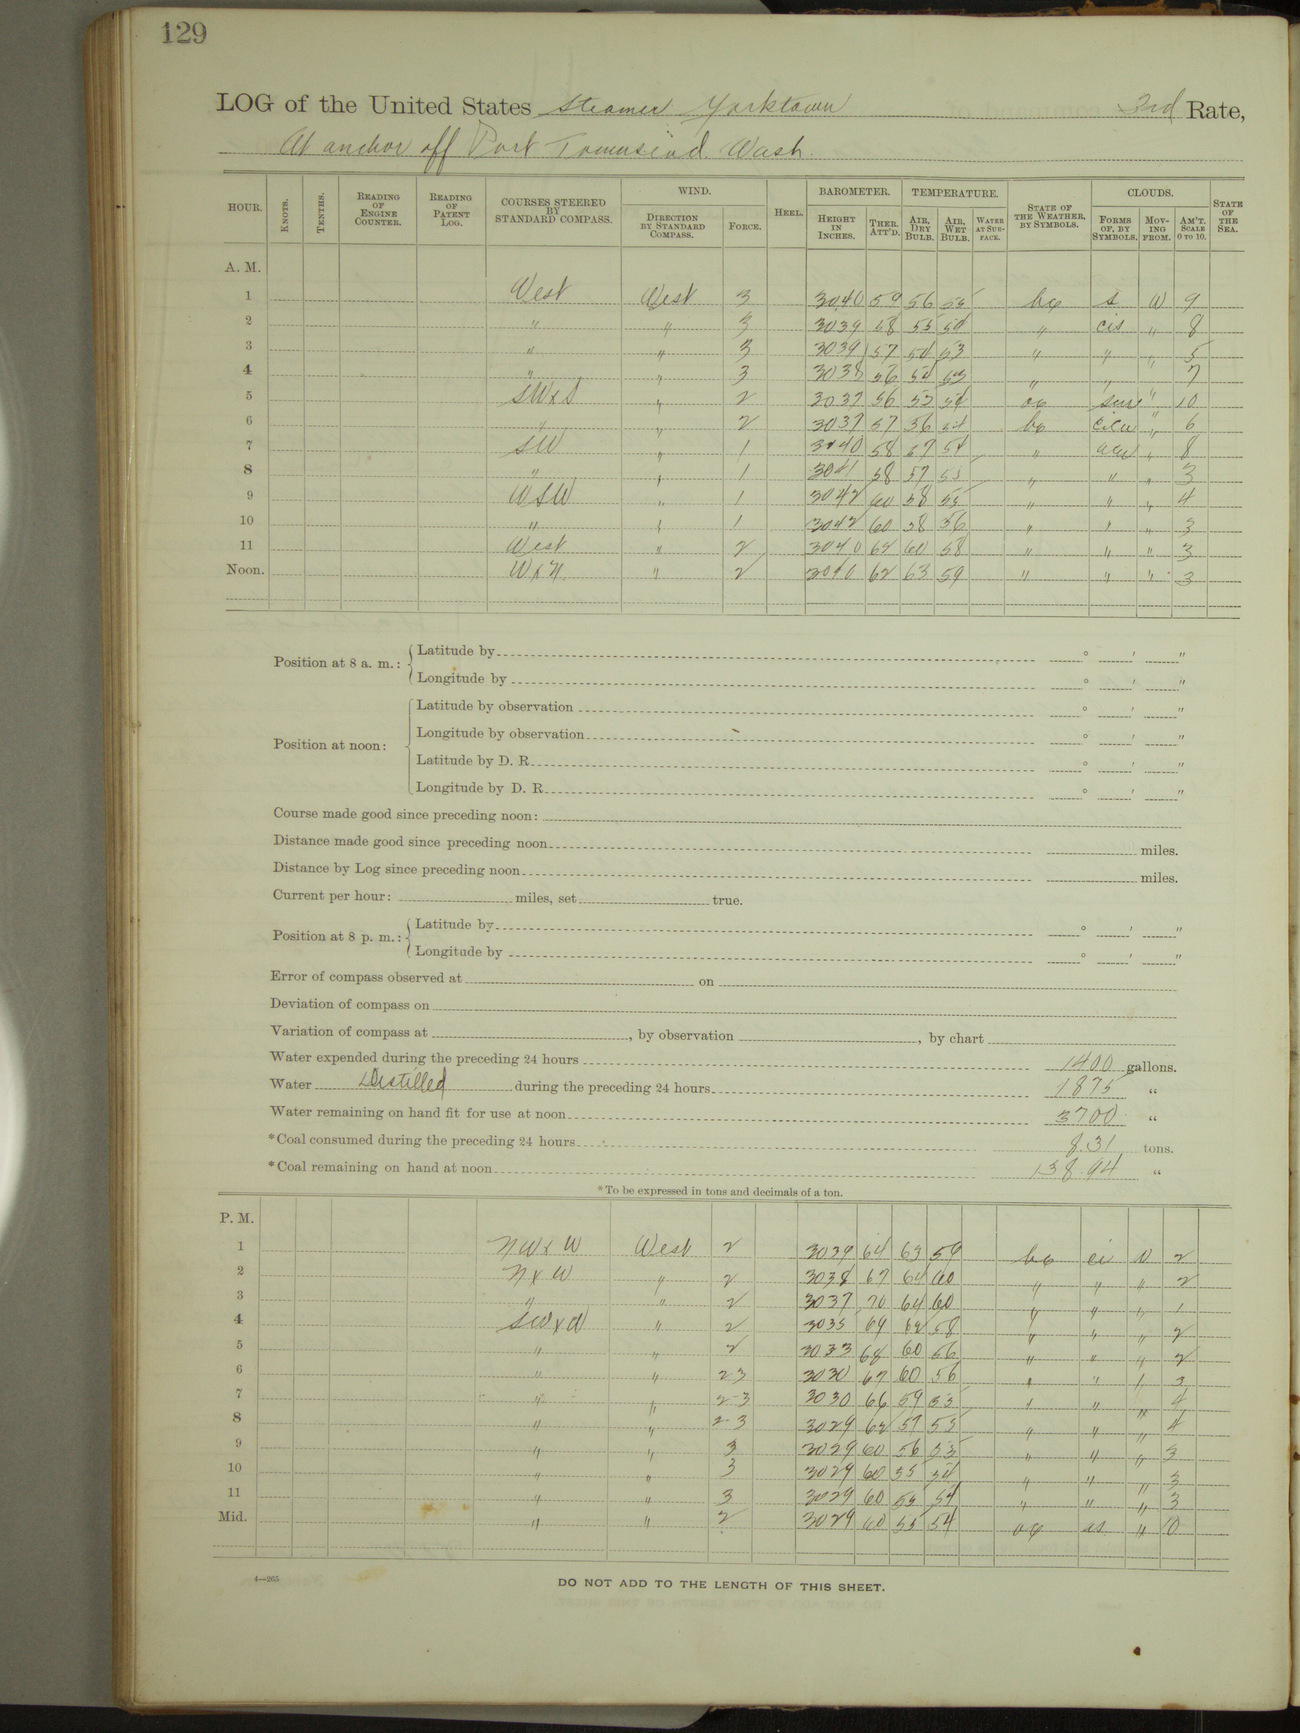 129
LOG of the United States Steamer Yorktown 3rd Rate,
At anchor off Port Townsend Wash.
HOUR. KNOTS. TENTHS. READING OF ENGINE COUNTER. READING OF PATENT LOG. COURSES STEERED BY STANDARD COMPASS. WIND. DIRECTION BY STANDARD COMPASS. FORCE. HEEL. BAROMETER. HEIGHT IN INCHES. THER. ATT'D. TEMPERATURE. AIR, DRY BULB. AIR, WET BULB. WATER AT SURFACE. STATE OF THE WEATHER, BY SYMBOLS. CLOUDS. FORMS OF, BY SYMBOLS. MOVING FROM. AM'T. SCALE 0 TO 10. STATE OF THE SEA.
A. M.
1 West West 3 3040 59 56 55 bc s W 9
2 " " 3 3039 58 55 54 " cis " 8
3 " " 3 3039 57 54 53 " " " 5
4 " " 3 3038 56 54 53 " " " 7
5 SWxS " 2 3037 56 55 54 oc " 10
6 " " 2 3037 57 56 54 bc cicu " 6
7 SW " 1 3040 58 57 54 " acu " 8
8 " " 1 3041 58 57 55 " " " 3
9 WSW " 1 3042 60 58 55 " " " 4
10 " " 1 3042 60 58 56 " " " 3
11 West " 2 3040 62 60 58 " " " 3
Noon. WxN " 2 3040 62 63 59 " " " 3
Position at 8 a. m.: Latitude by ° ' "
Longitude by ° ' "
Position at noon: Latitude by observation ° ' "
Longitude by observation ° ' "
Latitude by D. R. ° ' "
Longitude by D. R. ° ' "
Course made good since preceding noon:
Distance made good since preceding noon miles.
Distance by Log since preceding noon miles.
Current per hour: miles, set true.
Position at 8 p. m.: Latitude by ° ' "
Longitude by ° ' "
Error of compass observed at on
Deviation of compass on
Variation of compass at , by observation , by chart
Water expended during the preceding 24 hours 1400 gallons.
Water Distilled during the preceding 24 hours 1875 "
Water remaining on hand fit for use at noon 3700 "
*Coal consumed during the preceding 24 hours 8.31 tons.
*Coal remaining on hand at noon 138.94 "
*To be expressed in tons and decimals of a ton.
P. M.
1 NWxW West 2 3039 64 63 59 bc ci W 2
2 NxW " 2 3038 67 64 60 " " " 2
3 " " 2 3037 70 64 60 " " " 1
4 SWxW " 2 3035 69 62 58 " " " 2
5 " " 2 3033 68 60 56 " " " 2
6 " " 2-3 3030 67 60 56 " " " 3
7 " " 2-3 3030 66 59 55 " " " 4
8 " " 2-3 3029 62 57 55 " " " 4
9 " " 3 3029 60 56 55 " " " 3
10 " " 3 3029 60 55 54 " " " 3
11 " " 3 3029 60 55 54 " " " 3
Mid. " " 2 3029 60 55 54 oc as " 10
4—265
DO NOT ADD TO THE LENGTH OF THIS SHEET.